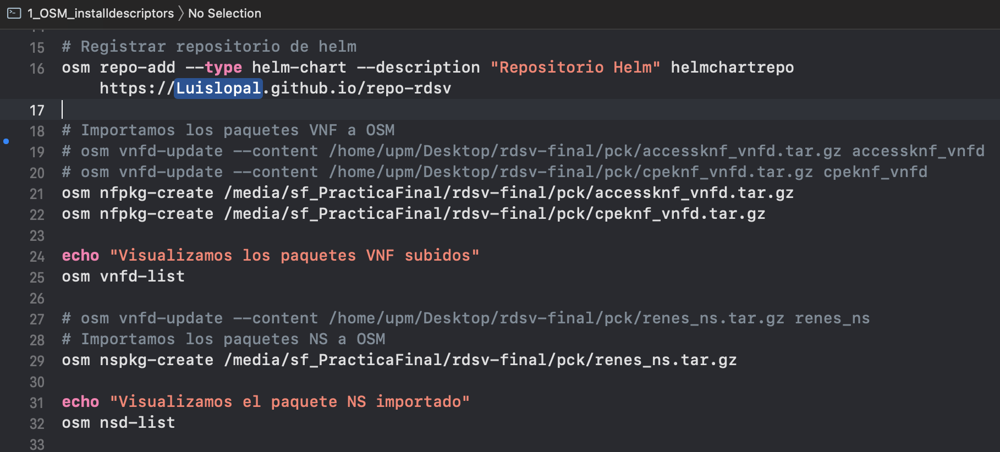 1_OSM_installdescriptors 〉 No Selection
15 # Registrar repositorio de helm
16 osm repo-add --type helm-chart --description "Repositorio Helm" helmchartrepo
https://Luislopal.github.io/repo-rdsv
17
18 # Importamos los paquetes VNF a OSM
19 # osm vnfd-update --content /home/upm/Desktop/rdsv-final/pck/accessknf_vnfd.tar.gz accessknf_vnfd
20 # osm vnfd-update --content /home/upm/Desktop/rdsv-final/pck/cpeknf_vnfd.tar.gz cpeknf_vnfd
21 osm nfpkg-create /media/sf_PracticaFinal/rdsv-final/pck/accessknf_vnfd.tar.gz
22 osm nfpkg-create /media/sf_PracticaFinal/rdsv-final/pck/cpeknf_vnfd.tar.gz
23
24 echo "Visualizamos los paquetes VNF subidos"
25 osm vnfd-list
26
27 # osm vnfd-update --content /home/upm/Desktop/rdsv-final/pck/renes_ns.tar.gz renes_ns
28 # Importamos los paquetes NS a OSM
29 osm nspkg-create /media/sf_PracticaFinal/rdsv-final/pck/renes_ns.tar.gz
30
31 echo "Visualizamos el paquete NS importado"
32 osm nsd-list
33